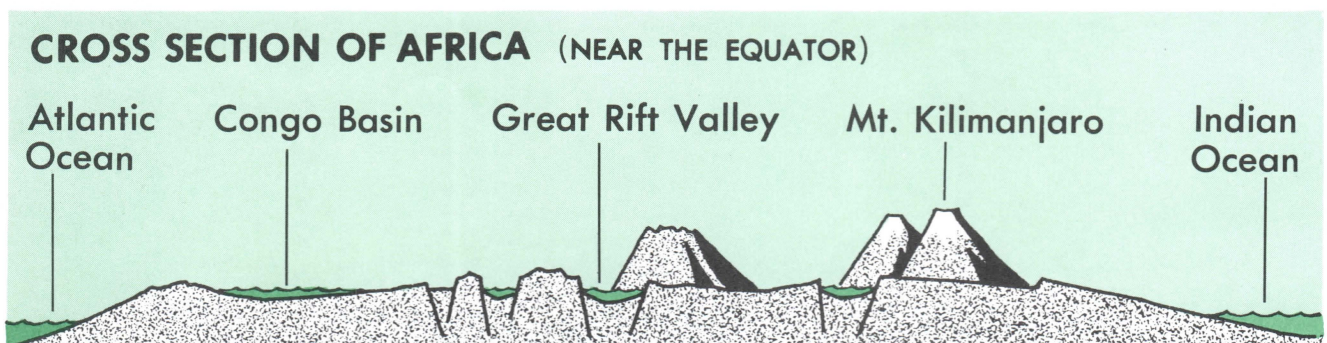 CROSS SECTION OF AFRICA (NEAR THE EQUATOR)
Atlantic Ocean
Congo Basin
Great Rift Valley
Mt. Kilimanjaro
Indian Ocean